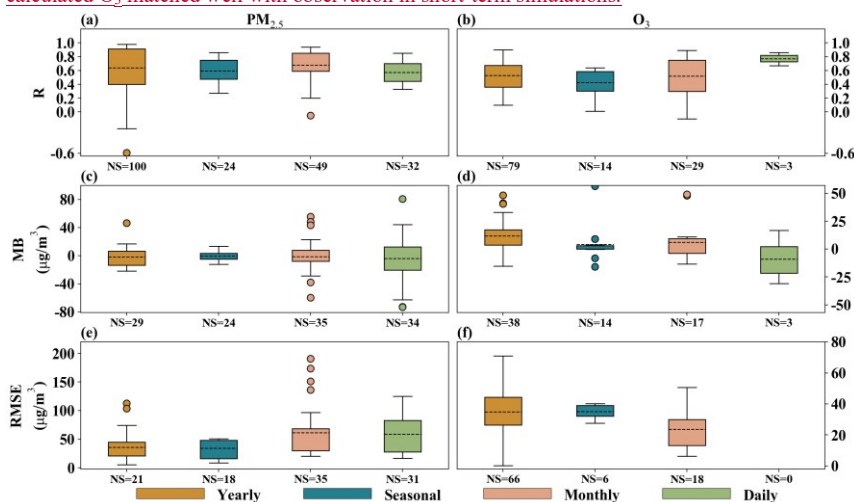 calculated O3 matched well with observation in short-term simulations.
PM2.5 O3
(a) (b)
1.0 1.0
0.8 0.8
0.6 0.6
0.4 0.4
0.2 0.2
0.0 0.0
-0.6 -0.6
R
NS=100 NS=24 NS=49 NS=32 NS=79 NS=14 NS=29 NS=3
(c) (d)
80 50
40 25
0 0
-40 -25
-80 -50
MB
(μg/m3)
NS=29 NS=24 NS=35 NS=34 NS=38 NS=14 NS=17 NS=3
(e) (f)
200 80
150 60
100 40
50 20
0 0
RMSE
(μg/m3)
NS=21 NS=18 NS=35 NS=31 NS=66 NS=6 NS=18 NS=0
Yearly Seasonal Monthly Daily